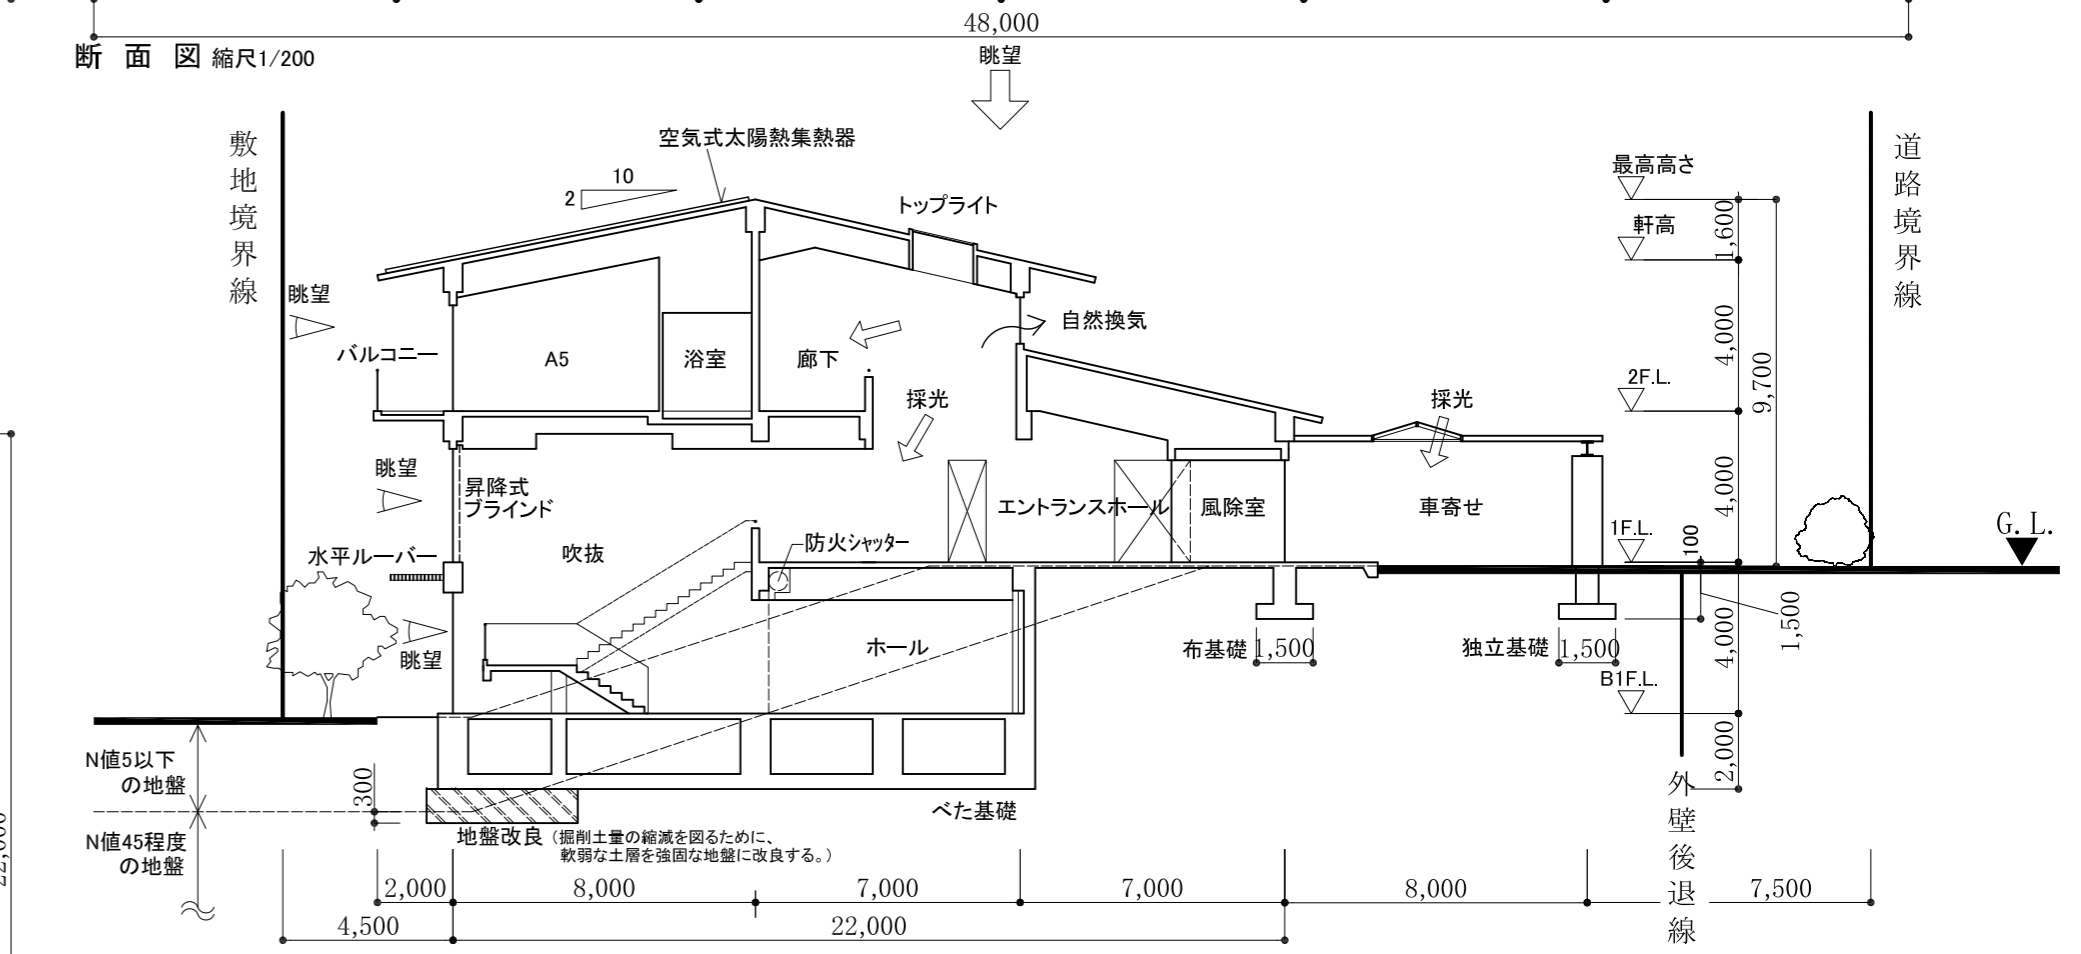 48,000
断 面 図 縮尺1/200
眺望
敷地境界線
空気式太陽熱集熱器
10
2
トップライト
最高高さ
軒高
1,600
道路境界線
眺望
自然換気
バルコニー
A5
浴室
廊下
4,000
9,700
2F.L.
採光
採光
眺望
昇降式
ブラインド
エントランスホール
風除室
車寄せ
4,000
1F.L.
100
G.L.
水平ルーバー
吹抜
防火シャッター
眺望
ホール
布基礎
1,500
独立基礎
1,500
4,000
1,500
B1F.L.
N値5以下
の地盤
300
2,000
外壁後退線
べた基礎
N値45程度
の地盤
地盤改良（掘削土量の縮減を図るために、
軟弱な土層を強固な地盤に改良する。）
2,000
8,000
7,000
7,000
8,000
7,500
4,500
22,000